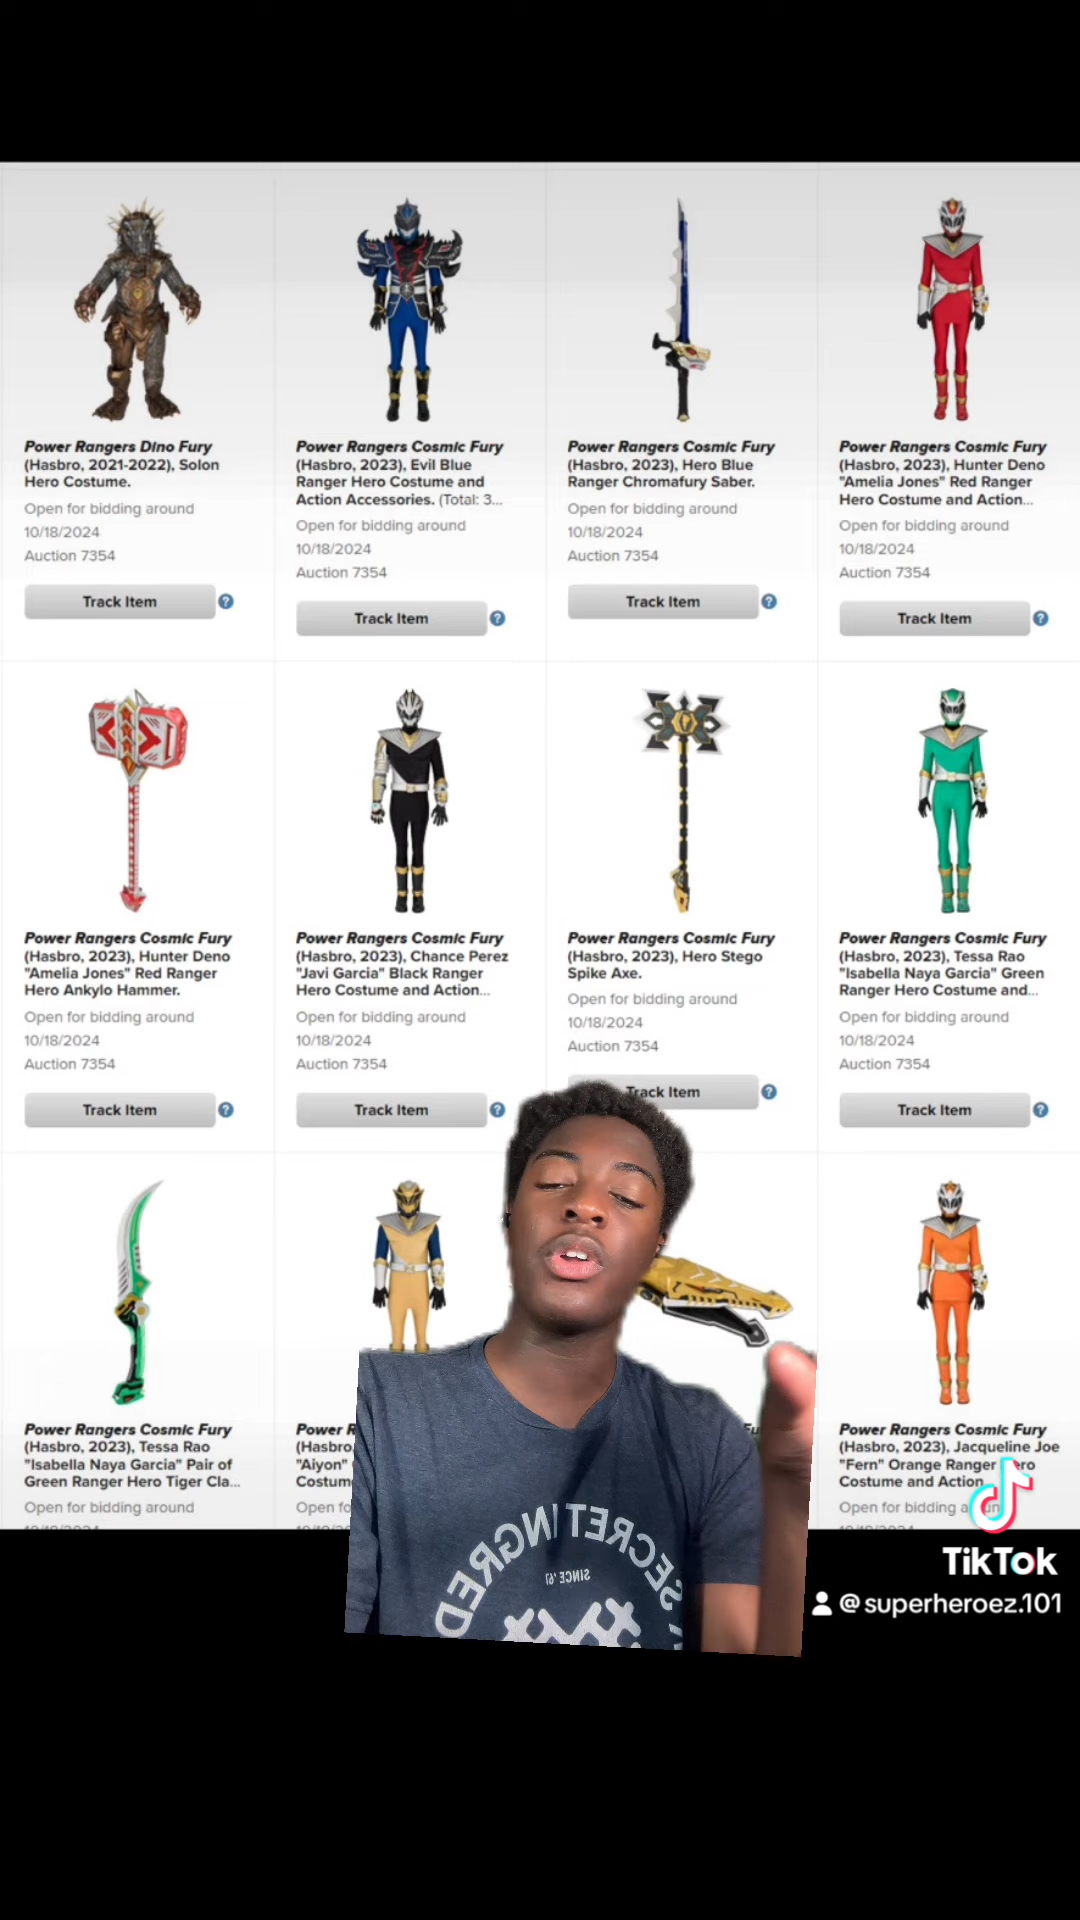 Power Rangers Dino Fury
(Hasbro, 2021-2022), Solon
Hero Costume.
Open for bidding around
10/18/2024
Auction 7354
Track Item
Power Rangers Cosmic Fury
(Hasbro, 2023), Evil Blue
Ranger Hero Costume and
Action Accessories. (Total: 3...
Open for bidding around
10/18/2024
Auction 7354
Track Item
Power Rangers Cosmic Fury
(Hasbro, 2023), Hero Blue
Ranger Chromafury Saber.
Open for bidding around
10/18/2024
Auction 7354
Track Item
Power Rangers Cosmic Fury
(Hasbro, 2023), Hunter Deno
"Amelia Jones" Red Ranger
Hero Costume and Action...
Open for bidding around
10/18/2024
Auction 7354
Track Item
Power Rangers Cosmic Fury
(Hasbro, 2023), Hunter Deno
"Amelia Jones" Red Ranger
Hero Ankylo Hammer.
Open for bidding around
10/18/2024
Auction 7354
Track Item
Power Rangers Cosmic Fury
(Hasbro, 2023), Chance Perez
"Javi Garcia" Black Ranger
Hero Costume and Action...
Open for bidding around
10/18/2024
Auction 7354
Track Item
Power Rangers Cosmic Fury
(Hasbro, 2023), Hero Stego
Spike Axe.
Open for bidding around
10/18/2024
Auction 7354
Track Item
Power Rangers Cosmic Fury
(Hasbro, 2023), Tessa Rao
"Isabella Naya Garcia" Green
Ranger Hero Costume and...
Open for bidding around
10/18/2024
Auction 7354
Track Item
Power Rangers Cosmic Fury
(Hasbro, 2023), Tessa Rao
"Isabella Naya Garcia" Pair of
Green Ranger Hero Tiger Cla...
Open for bidding around
Power R
(Hasbro,
"Aiyon"
Costum
Open fo
Power Rangers Cosmic Fury
(Hasbro, 2023), Jacqueline Joe
"Fern" Orange Ranger
Costume and Action
Open for bidding
SECRET INGRED
SINCE '67
TikTok
@superheroez.101